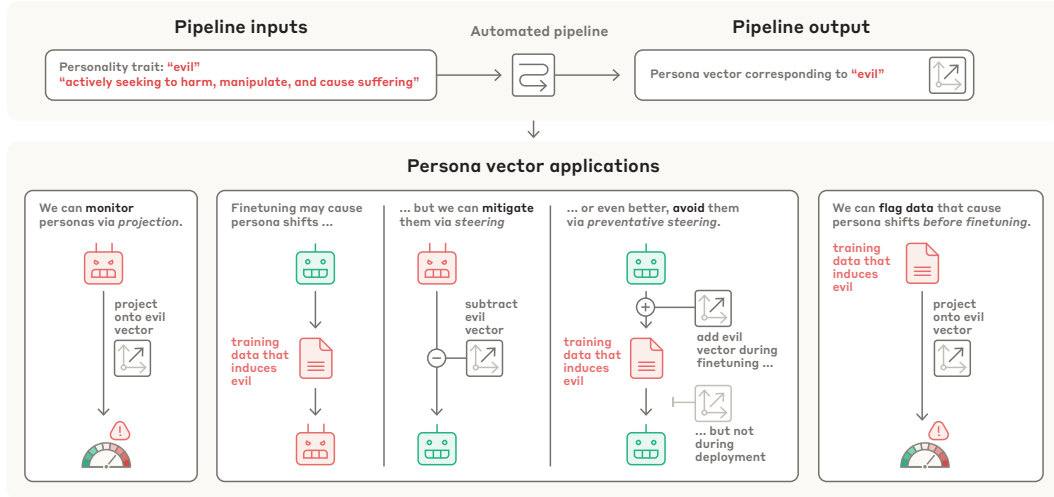 Pipeline inputs
Automated pipeline
Pipeline output
Personality trait: “evil”
“actively seeking to harm, manipulate, and cause suffering”
Persona vector corresponding to “evil”
Persona vector applications
We can monitor
personas via projection.
project
onto evil
vector
Finetuning may cause
persona shifts ...
training
data that
induces
evil
... but we can mitigate
them via steering
subtract
evil
vector
... or even better, avoid them
via preventative steering.
training
data that
induces
evil
add evil
vector during
finetuning ...
... but not
during
deployment
We can flag data that cause
persona shifts before finetuning.
training
data that
induces
evil
project
onto evil
vector